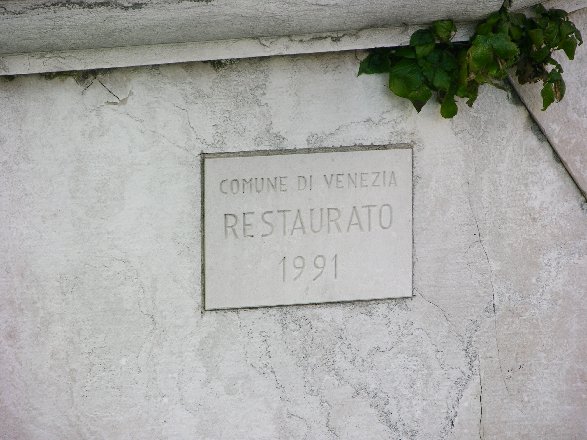 COMUNE DI VENEZIA
RESTAURATO
1991